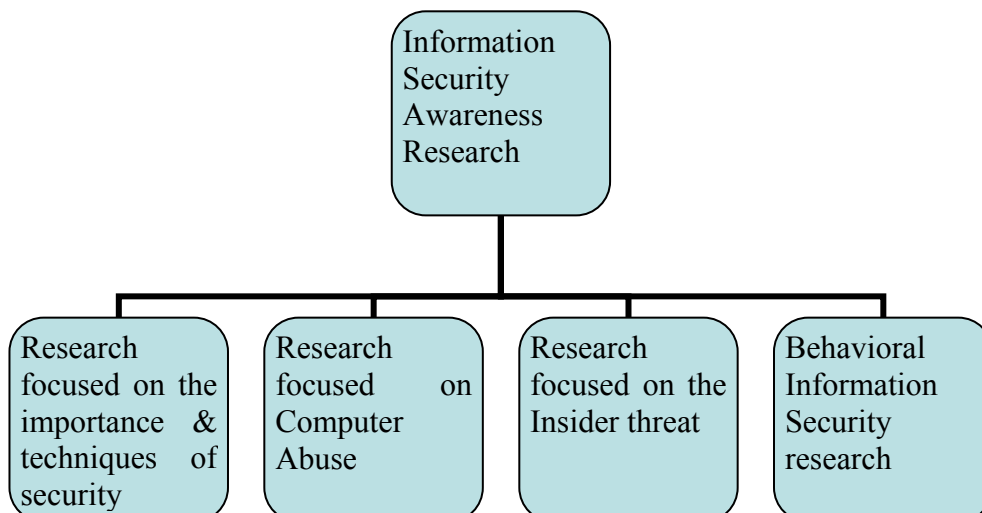 Information
Security
Awareness
Research
Research
focused on the
importance &
techniques of
security
Research
focused on
Computer
Abuse
Research
focused on the
Insider threat
Behavioral
Information
Security
research